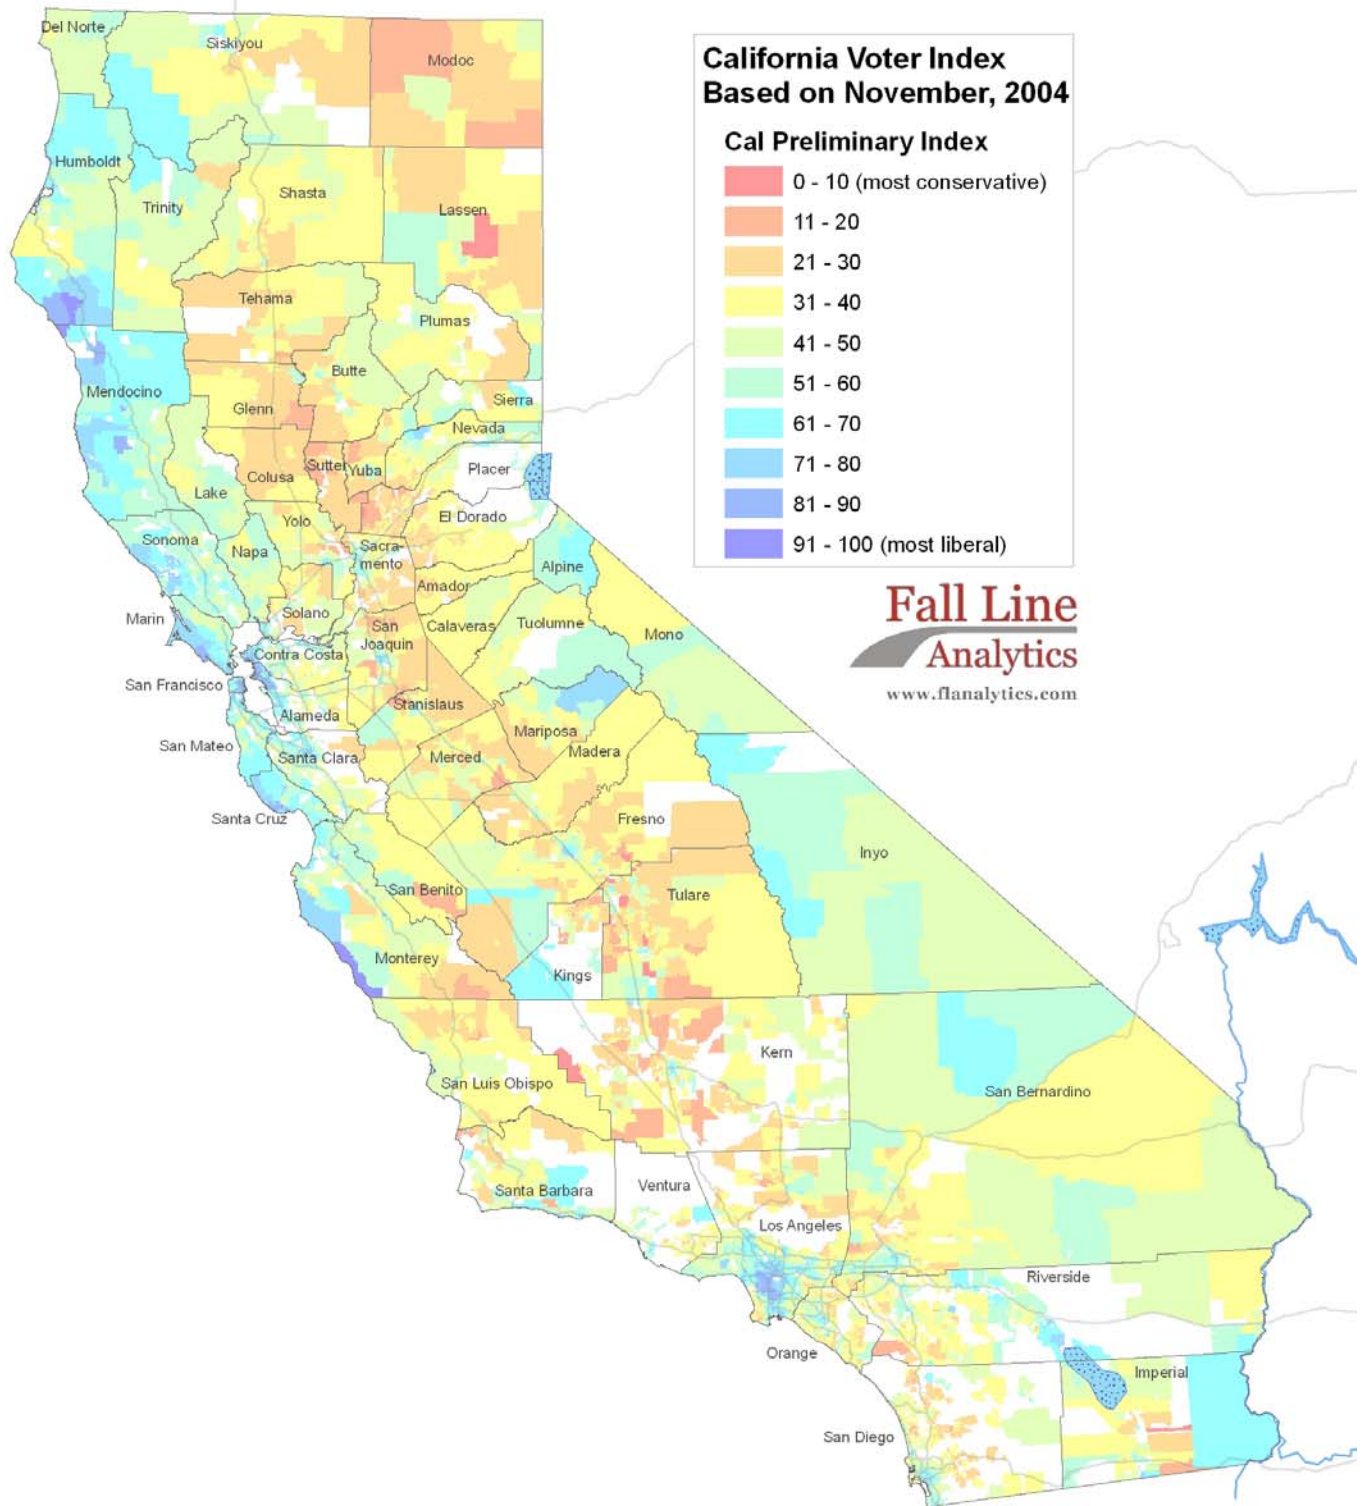 California Voter Index
Based on November, 2004
Cal Preliminary Index
0 - 10 (most conservative)
11 - 20
21 - 30
31 - 40
41 - 50
51 - 60
61 - 70
71 - 80
81 - 90
91 - 100 (most liberal)
Fall Line
Analytics
www.flanalytics.com
Del Norte
Siskiyou
Modoc
Humboldt
Trinity
Shasta
Lassen
Tehama
Plumas
Butte
Mendocino
Glenn
Sierra
Nevada
Sutter
Yuba
Placer
Colusa
Lake
El Dorado
Yolo
Sonoma
Napa
Sacra-
mento
Alpine
Amador
Marin
Solano
San
Joaquin
Calaveras
Tuolumne
Mono
Contra Costa
San Francisco
Stanislaus
Alameda
Mariposa
San Mateo
Santa Clara
Merced
Madera
Santa Cruz
Fresno
Inyo
San Benito
Tulare
Monterey
Kings
Kern
San Luis Obispo
San Bernardino
Santa Barbara
Ventura
Los Angeles
Riverside
Orange
Imperial
San Diego